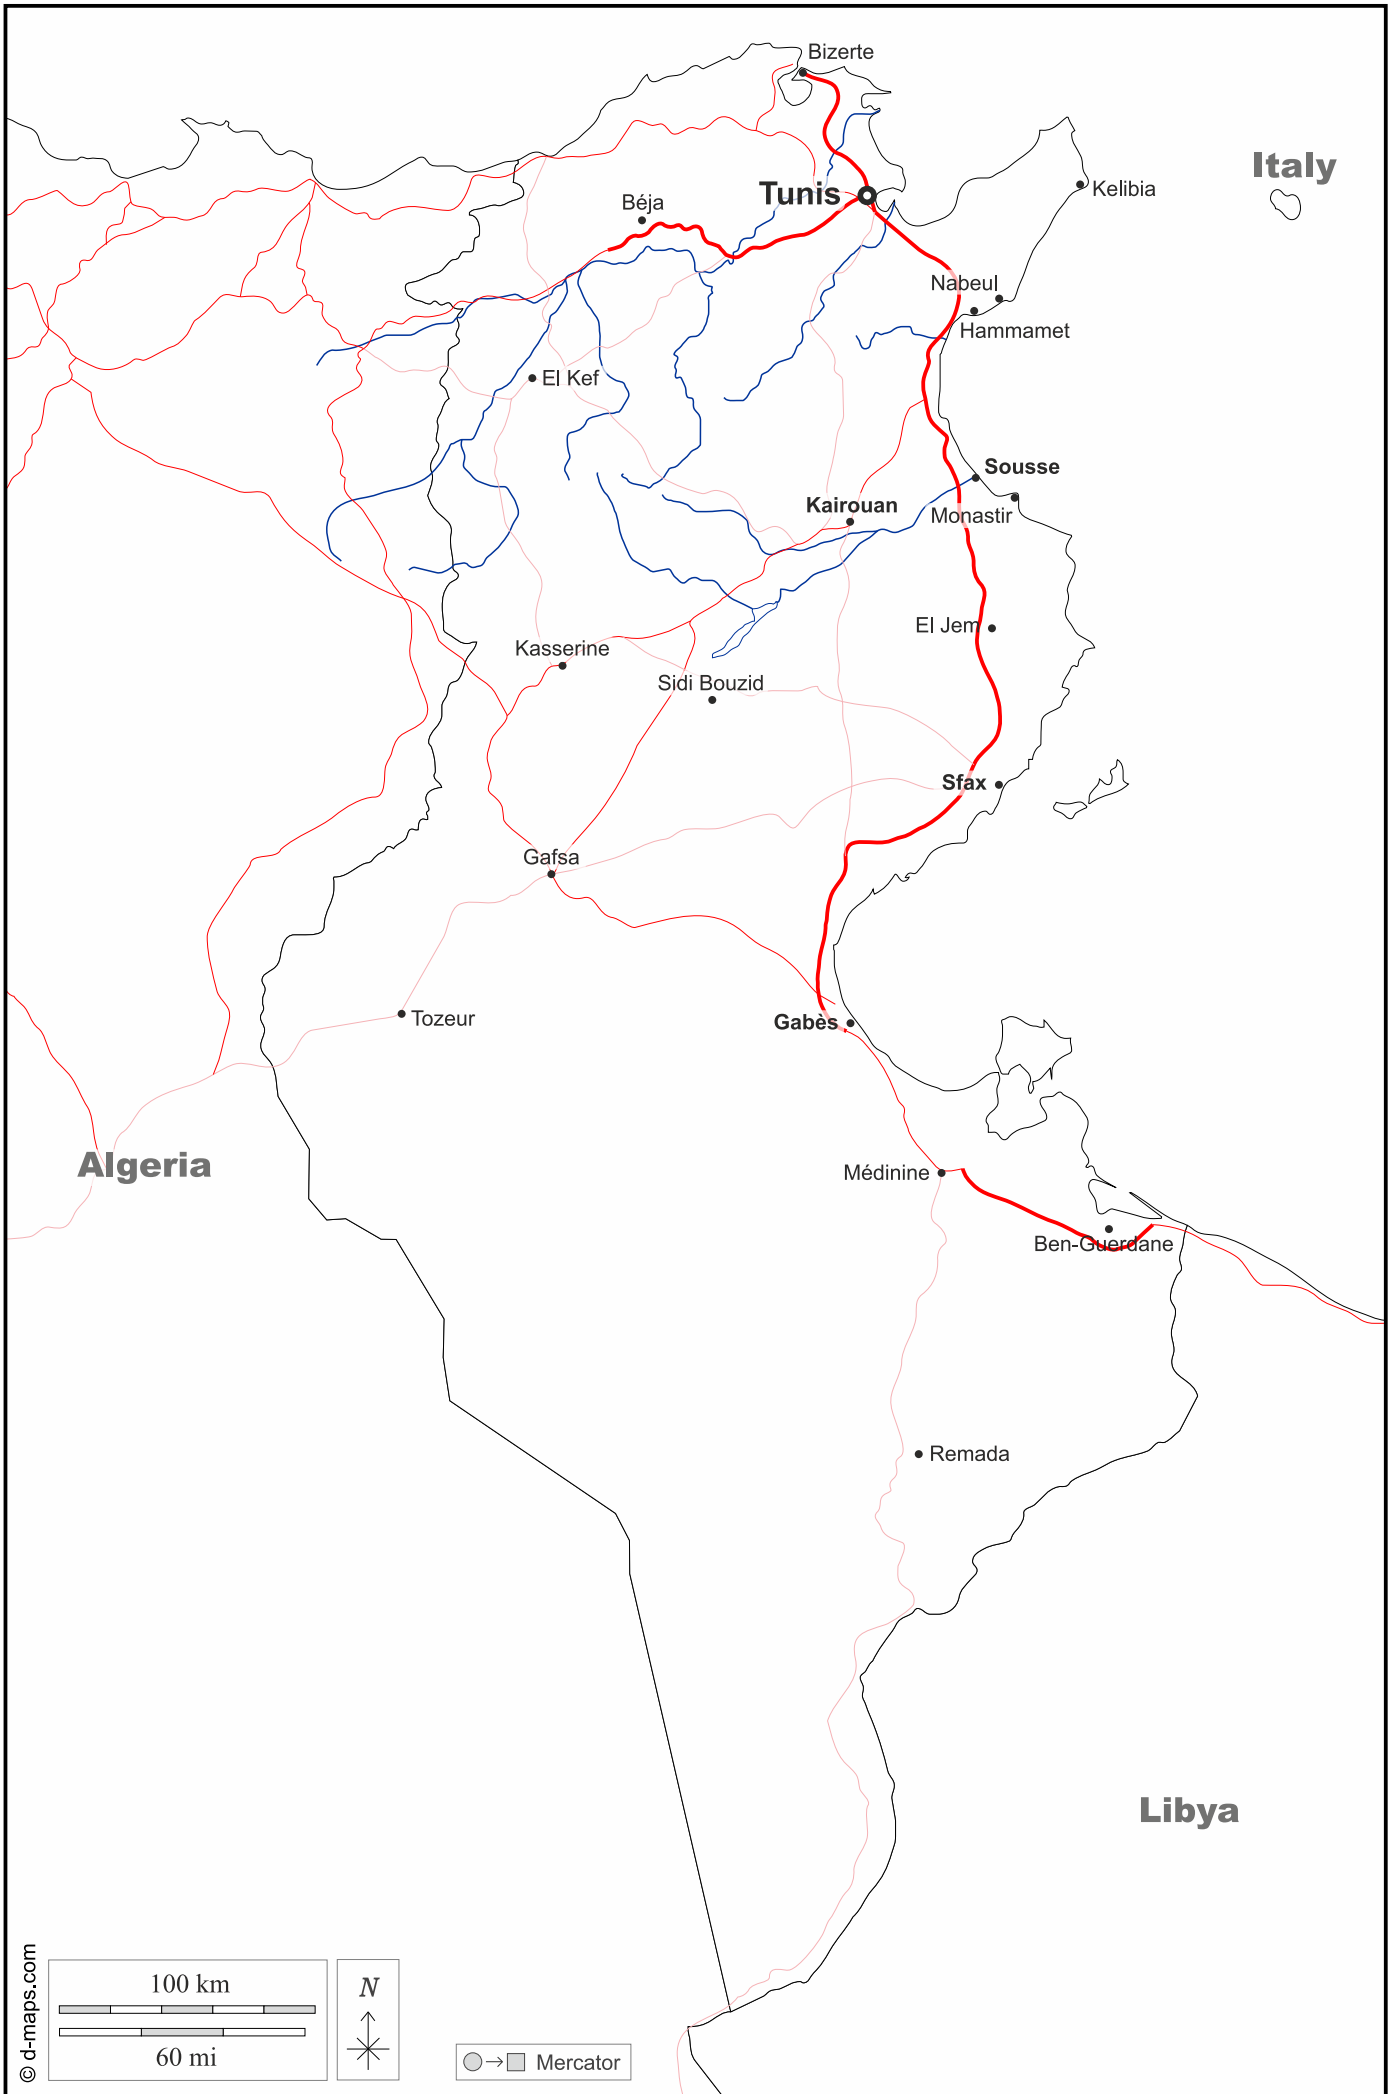 Bizerte
Italy
Tunis
Kelibia
Béja
Nabeul
Hammamet
El Kef
Sousse
Kairouan
Monastir
El Jem
Kasserine
Sidi Bouzid
Sfax
Gafsa
Tozeur
Gabès
Algeria
Médinine
Ben-Guerdane
Remada
Libya
© d-maps.com
100 km
60 mi
N
Mercator